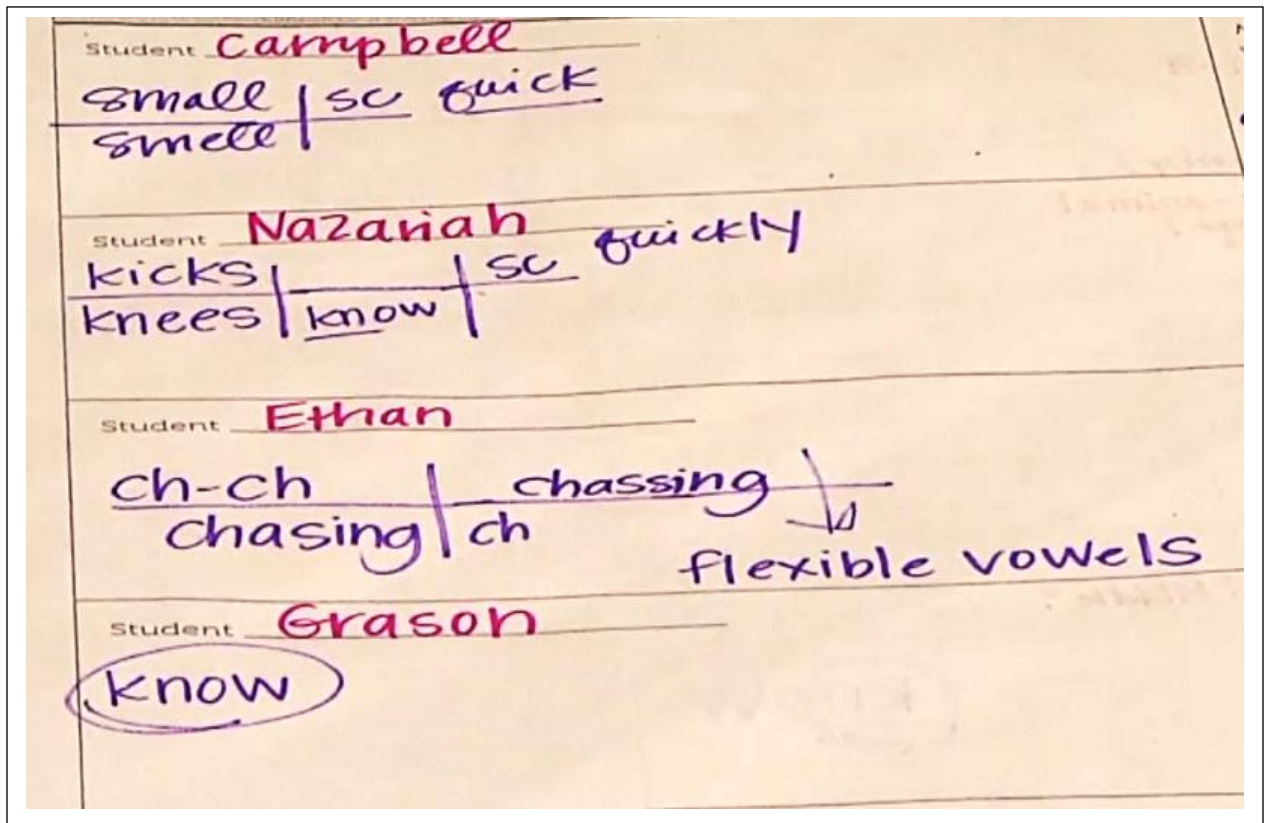 Student Campbell
small | sc quick
smell
Student Nazariah
kicks | | sc quickly
knees | know
Student Ethan
ch-ch | chassing
chasing | ch
flexible vowels
Student Grason
know